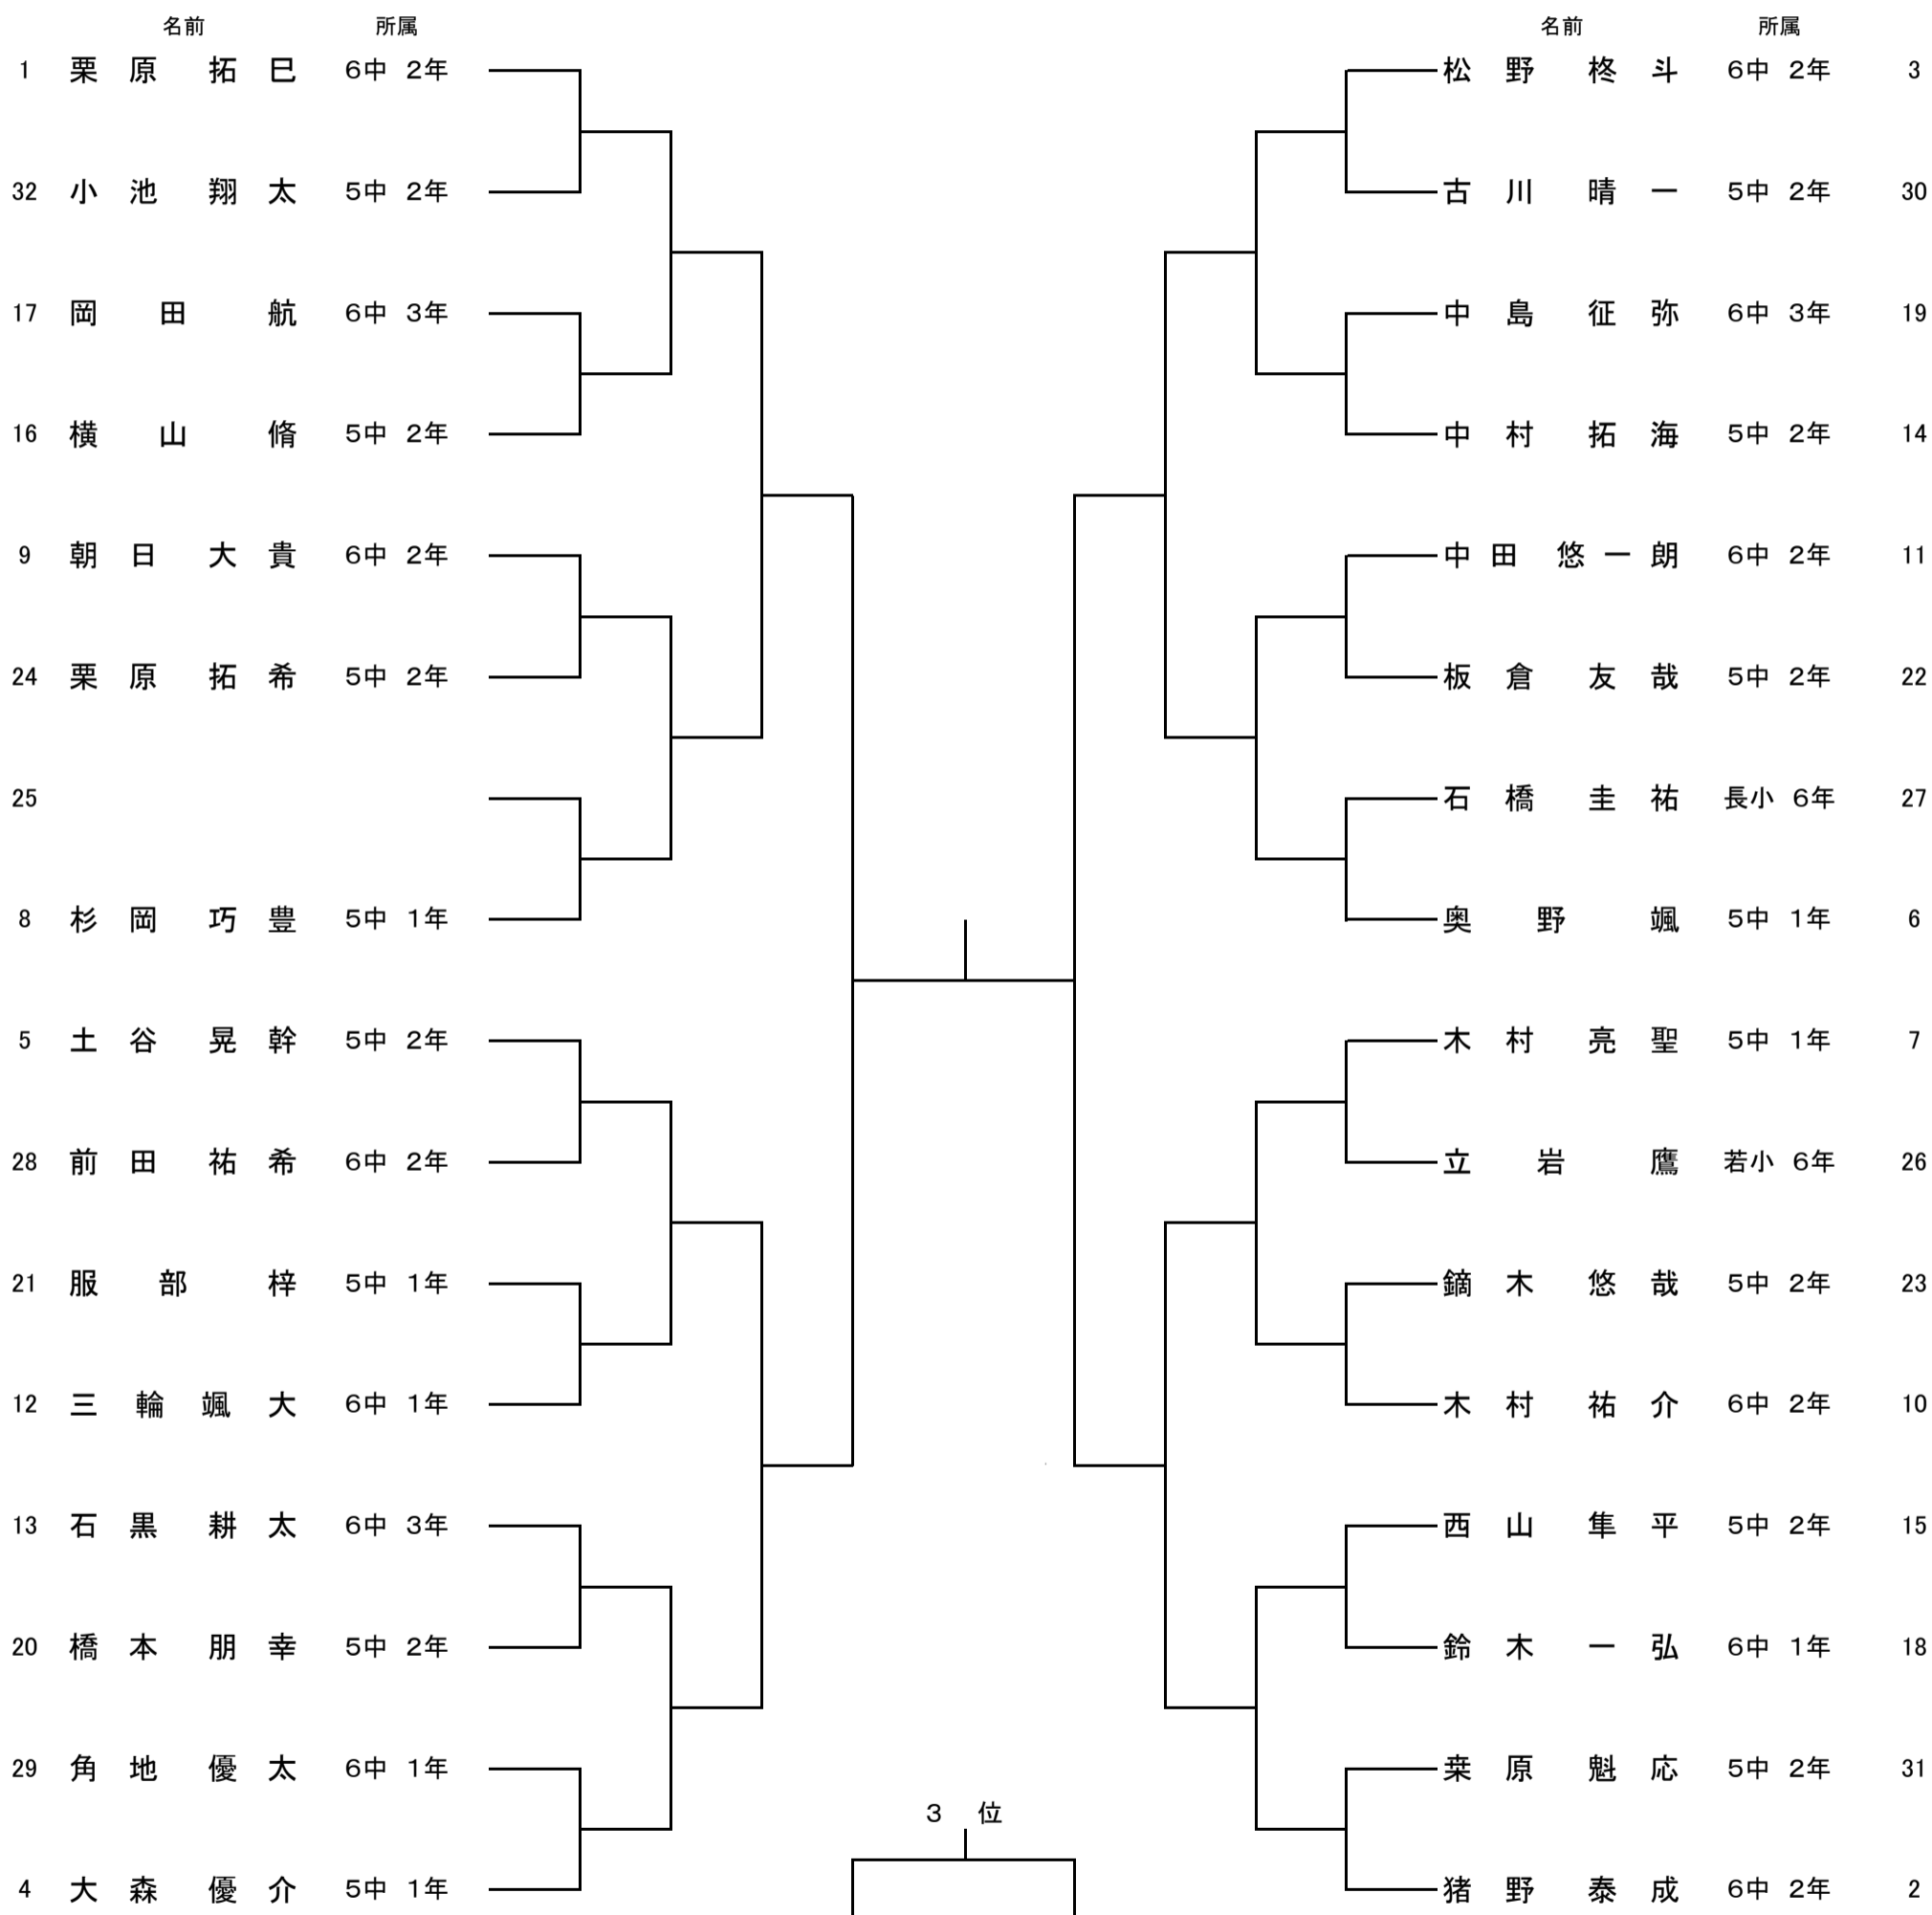 名前 所属 名前 所属
1 栗原 拓巳 6中 2年 松野 柊斗 6中 2年 3
32 小池 翔太 5中 2年 古川 晴一 5中 2年 30
17 岡田 航 6中 3年 中島 征弥 6中 3年 19
16 横山 脩 5中 2年 中村 拓海 5中 2年 14
9 朝日 大貴 6中 2年 中田 悠一朗 6中 2年 11
24 栗原 拓希 5中 2年 板倉 友哉 5中 2年 22
25 石橋 圭祐 長小 6年 27
8 杉岡 巧豊 5中 1年 奥野 颯 5中 1年 6
5 土谷 晃幹 5中 2年 木村 亮聖 5中 1年 7
28 前田 祐希 6中 2年 立岩 鷹 若小 6年 26
21 服部 梓 5中 1年 鏑木 悠哉 5中 2年 23
12 三輪 颯大 6中 1年 木村 祐介 6中 2年 10
13 石黒 耕太 6中 3年 西山 隼平 5中 2年 15
20 橋本 朋幸 5中 2年 鈴木 一弘 6中 1年 18
29 角地 優太 6中 1年 桒原 魁応 5中 2年 31
3 位
4 大森 優介 5中 1年 猪野 泰成 6中 2年 2